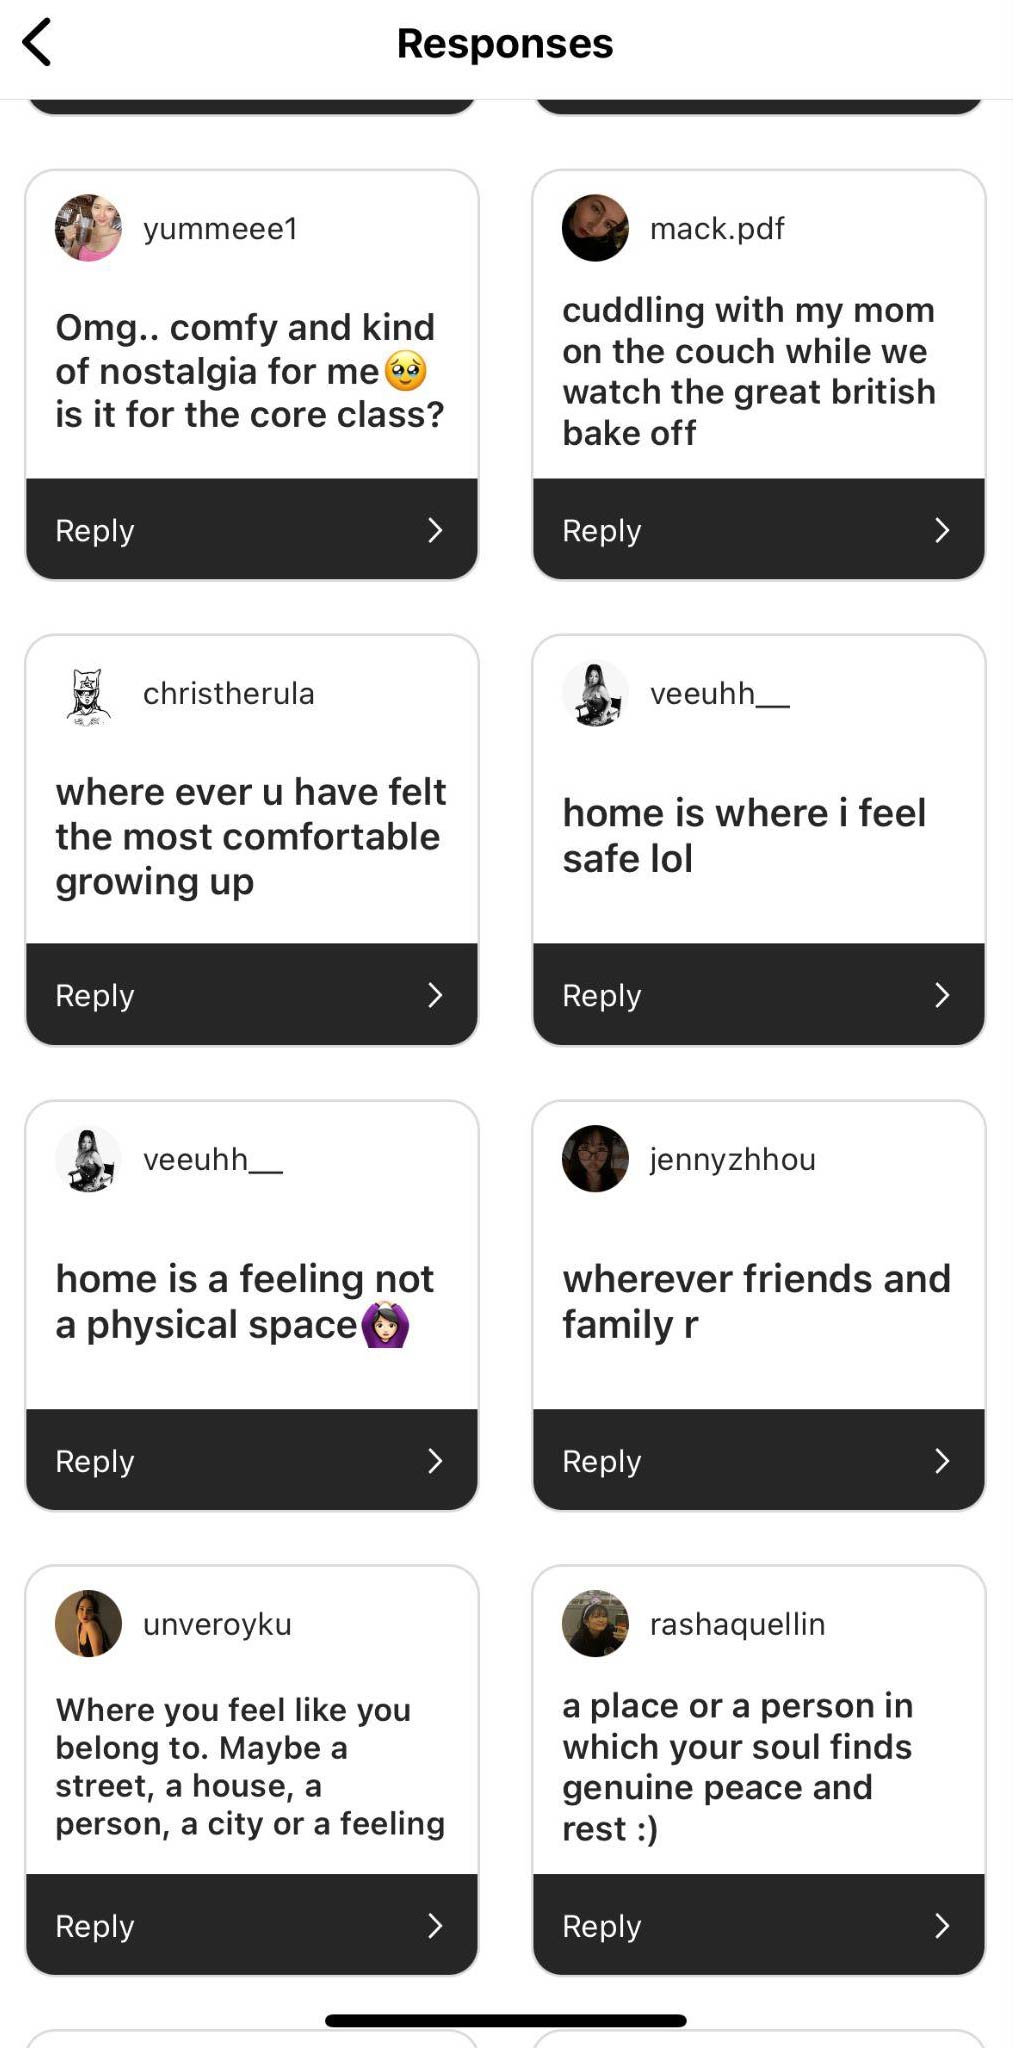 Responses
yummeee1
Omg.. comfy and kind
of nostalgia for me🥹
is it for the core class?
Reply
mack.pdf
cuddling with my mom
on the couch while we
watch the great british
bake off
Reply
christherula
where ever u have felt
the most comfortable
growing up
Reply
veeuhh__
home is where i feel
safe lol
Reply
veeuhh__
home is a feeling not
a physical space🙆🏻‍♀️
Reply
jennyzhhou
wherever friends and
family r
Reply
unveroyku
Where you feel like you
belong to. Maybe a
street, a house, a
person, a city or a feeling
Reply
rashaquellin
a place or a person in
which your soul finds
genuine peace and
rest :)
Reply